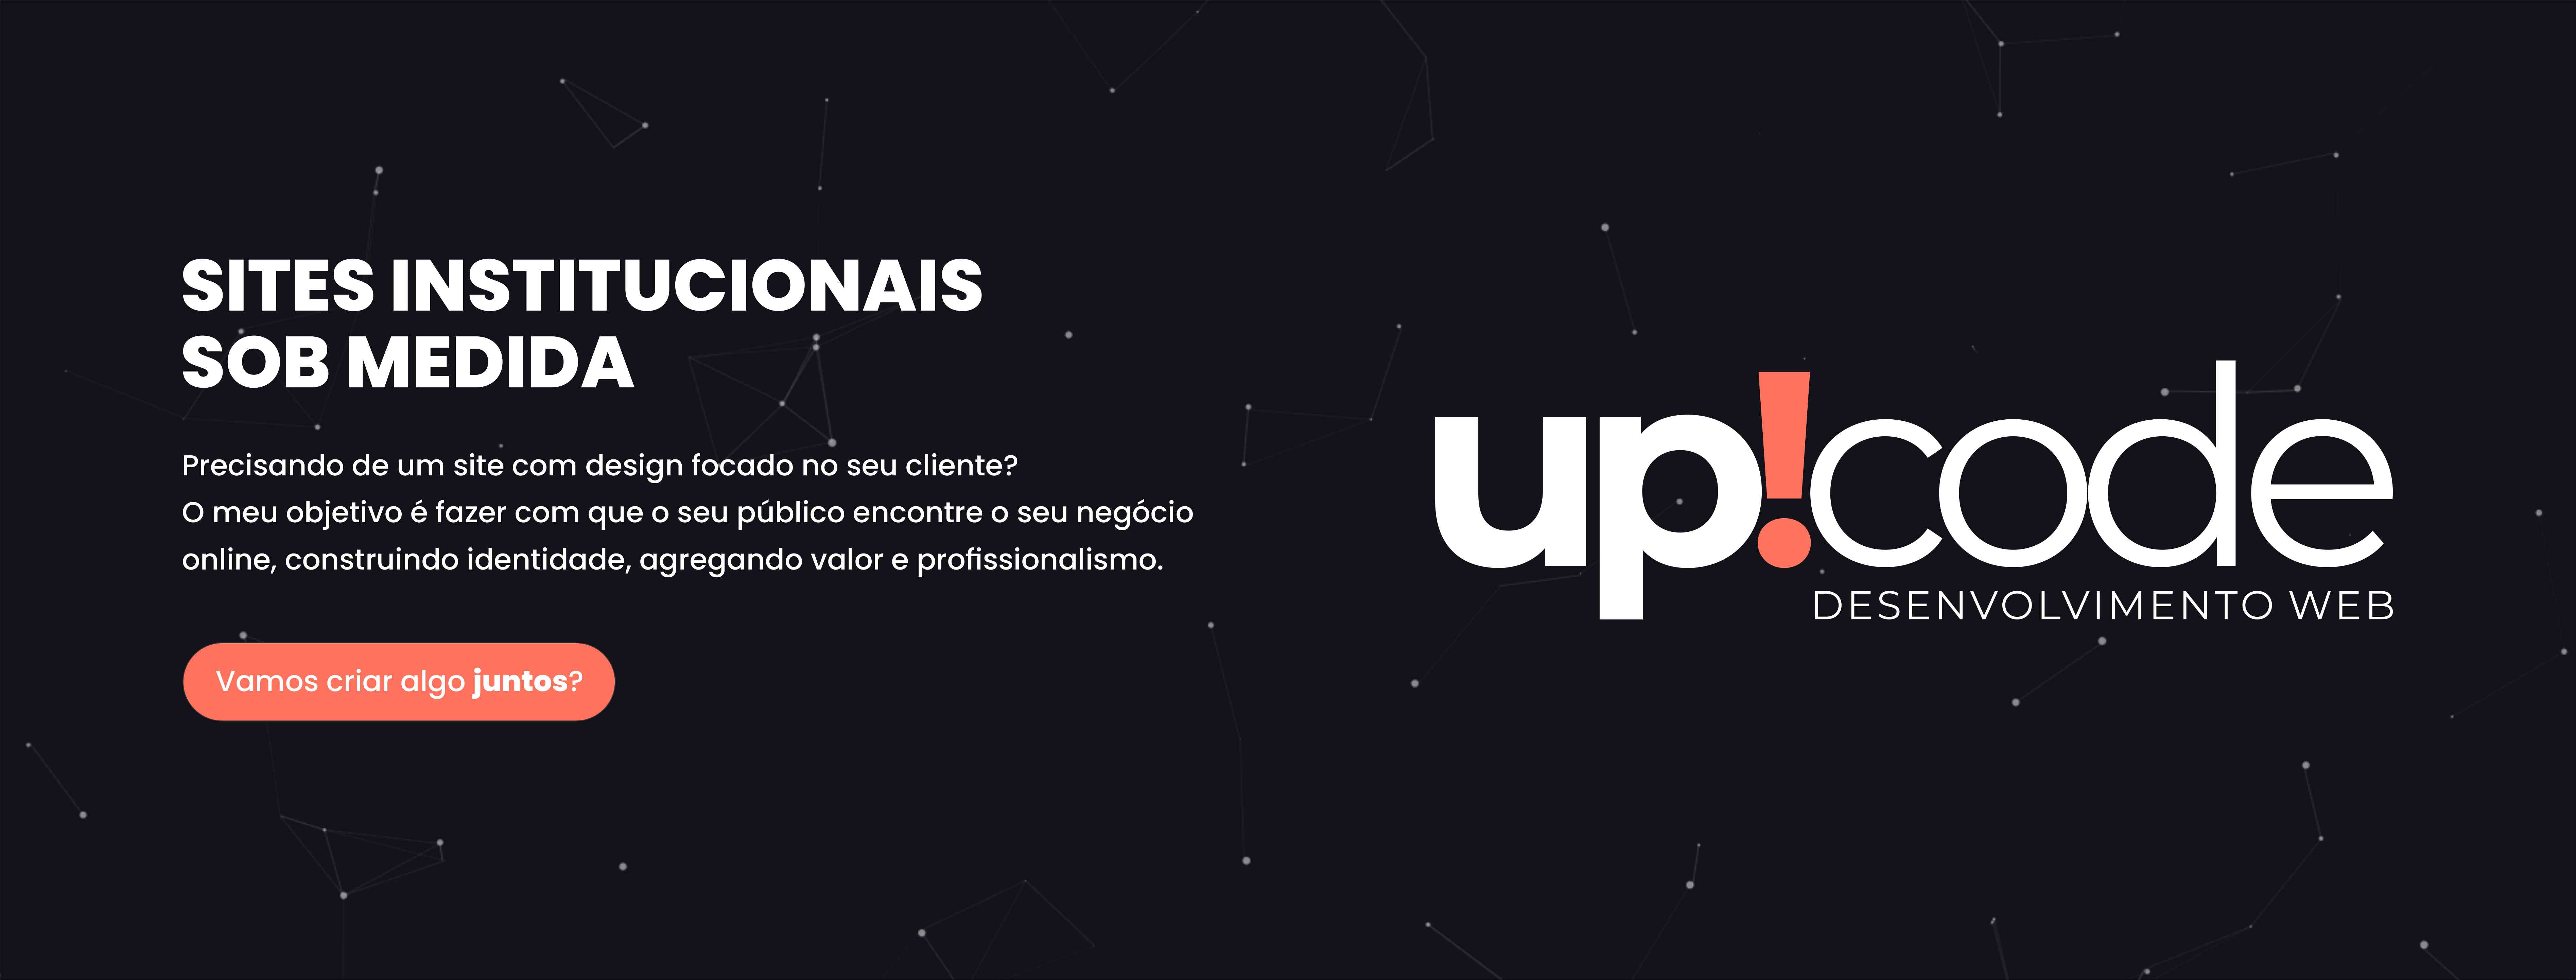 SITES INSTITUCIONAIS
SOB MEDIDA
Precisando de um site com design focado no seu cliente?
O meu objetivo é fazer com que o seu público encontre o seu negócio
online, construindo identidade, agregando valor e profissionalismo.
Vamos criar algo juntos?
up!code
DESENVOLVIMENTO WEB